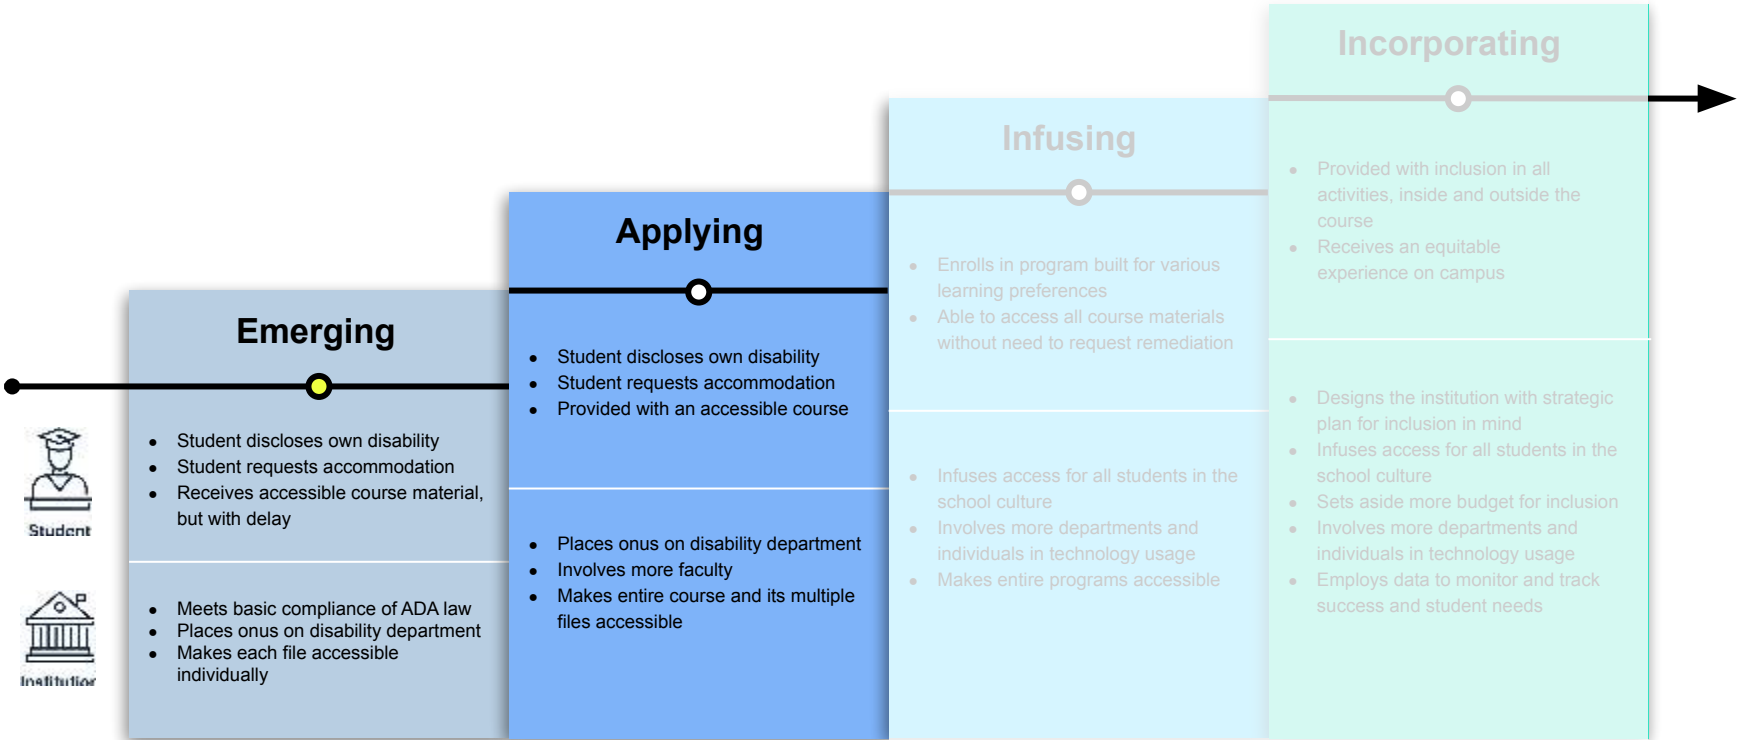 Emerging
● Student discloses own disability
● Student requests accommodation
● Receives accessible course material,
but with delay
Student
● Meets basic compliance of ADA law
● Places onus on disability department
● Makes each file accessible
individually
Institution
Applying
● Student discloses own disability
● Student requests accommodation
● Provided with an accessible course
● Places onus on disability department
● Involves more faculty
● Makes entire course and its multiple
files accessible
Infusing
● Enrolls in program built for various
learning preferences
● Able to access all course materials
without need to request remediation
● Infuses access for all students in the
school culture
● Involves more departments and
individuals in technology usage
● Makes entire programs accessible
Incorporating
● Provided with inclusion in all
activities, inside and outside the
course
● Receives an equitable
experience on campus
● Designs the institution with strategic
plan for inclusion in mind
● Infuses access for all students in the
school culture
● Sets aside more budget for inclusion
● Involves more departments and
individuals in technology usage
● Employs data to monitor and track
success and student needs